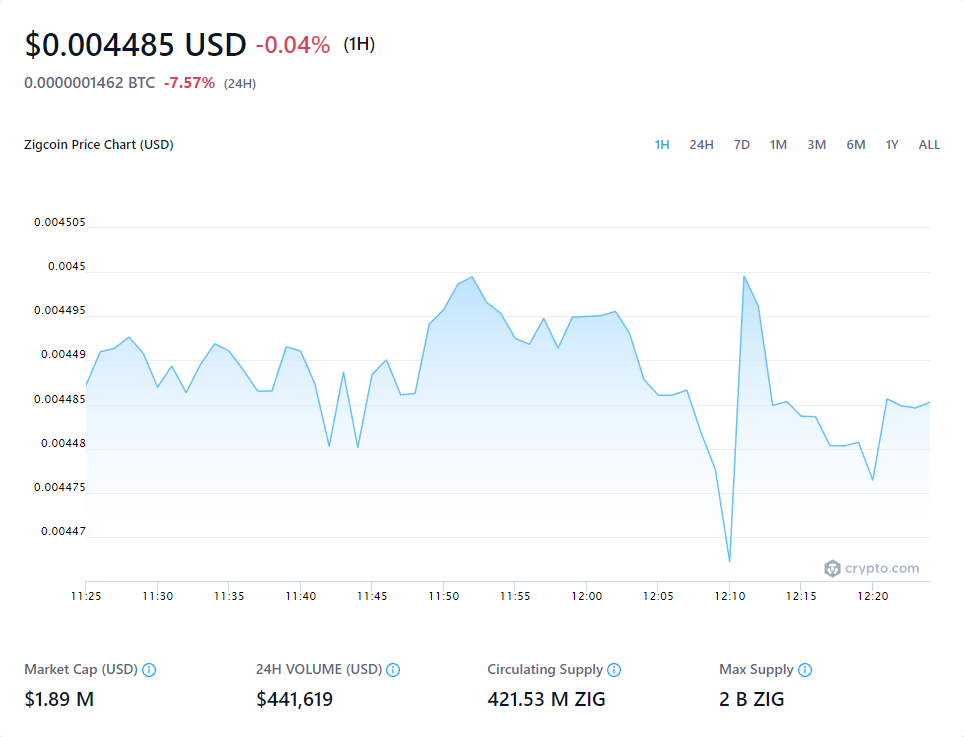 $0.004485 USD -0.04% (1H)
0.0000001462 BTC -7.57% (24H)
Zigcoin Price Chart (USD) 1H 24H 7D 1M 3M 6M 1Y ALL
0.004505
0.0045
0.004495
0.00449
0.004485
0.00448
0.004475
0.00447
crypto.com
11:25 11:30 11:35 11:40 11:45 11:50 11:55 12:00 12:05 12:10 12:15 12:20
Market Cap (USD) 24H VOLUME (USD) Circulating Supply Max Supply
$1.89 M $441,619 421.53 M ZIG 2 B ZIG